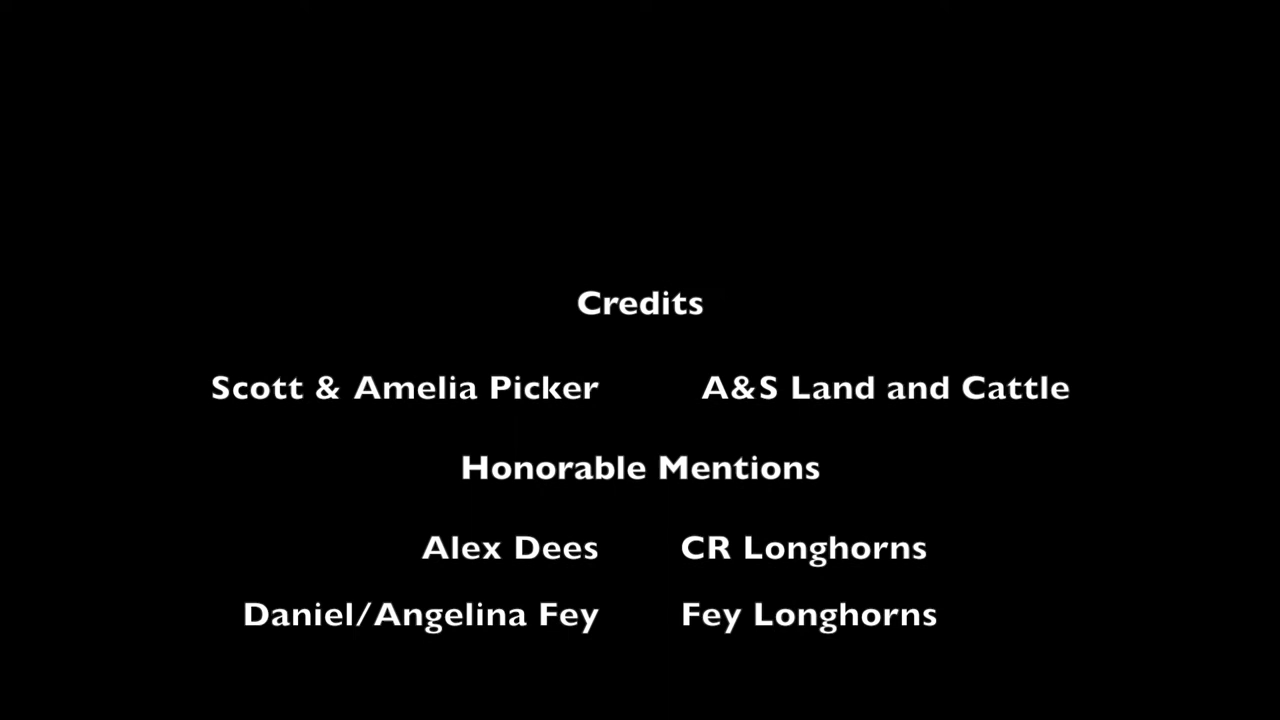 Credits
Scott & Amelia Picker A&S Land and Cattle
Honorable Mentions
Alex Dees CR Longhorns
Daniel/Angelina Fey Fey Longhorns